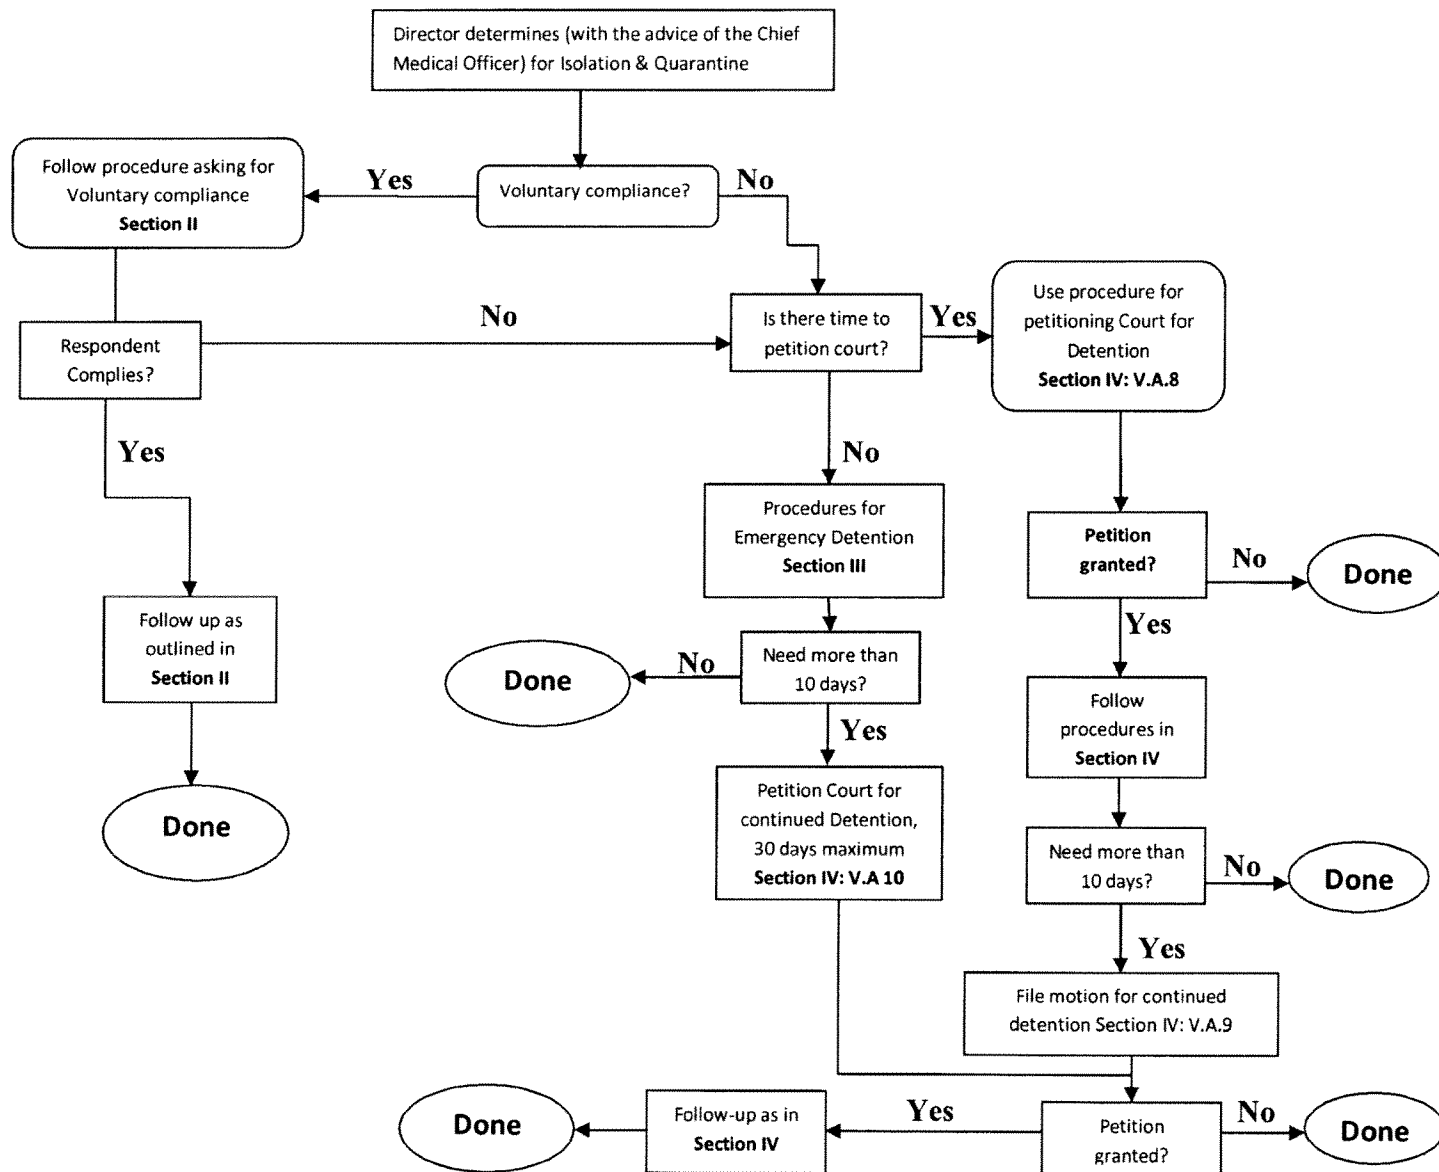 Director determines (with the advice of the Chief
Medical Officer) for Isolation & Quarantine
Follow procedure asking for
Voluntary compliance
Section II
Yes
Voluntary compliance?
No
Respondent
Complies?
No
Is there time to
petition court?
Yes
Use procedure for
petitioning Court for
Detention
Section IV: V.A.8
Yes
No
Procedures for
Emergency Detention
Section III
Petition
granted?
No
Done
Yes
Follow up as
outlined in
Section II
Done
No
Need more than
10 days?
Yes
Follow
procedures in
Section IV
Done
Petition Court for
continued Detention,
30 days maximum
Section IV: V.A 10
Need more than
10 days?
No
Done
Yes
File motion for continued
detention Section IV: V.A.9
Done
Follow-up as in
Section IV
Yes
Petition
granted?
No
Done